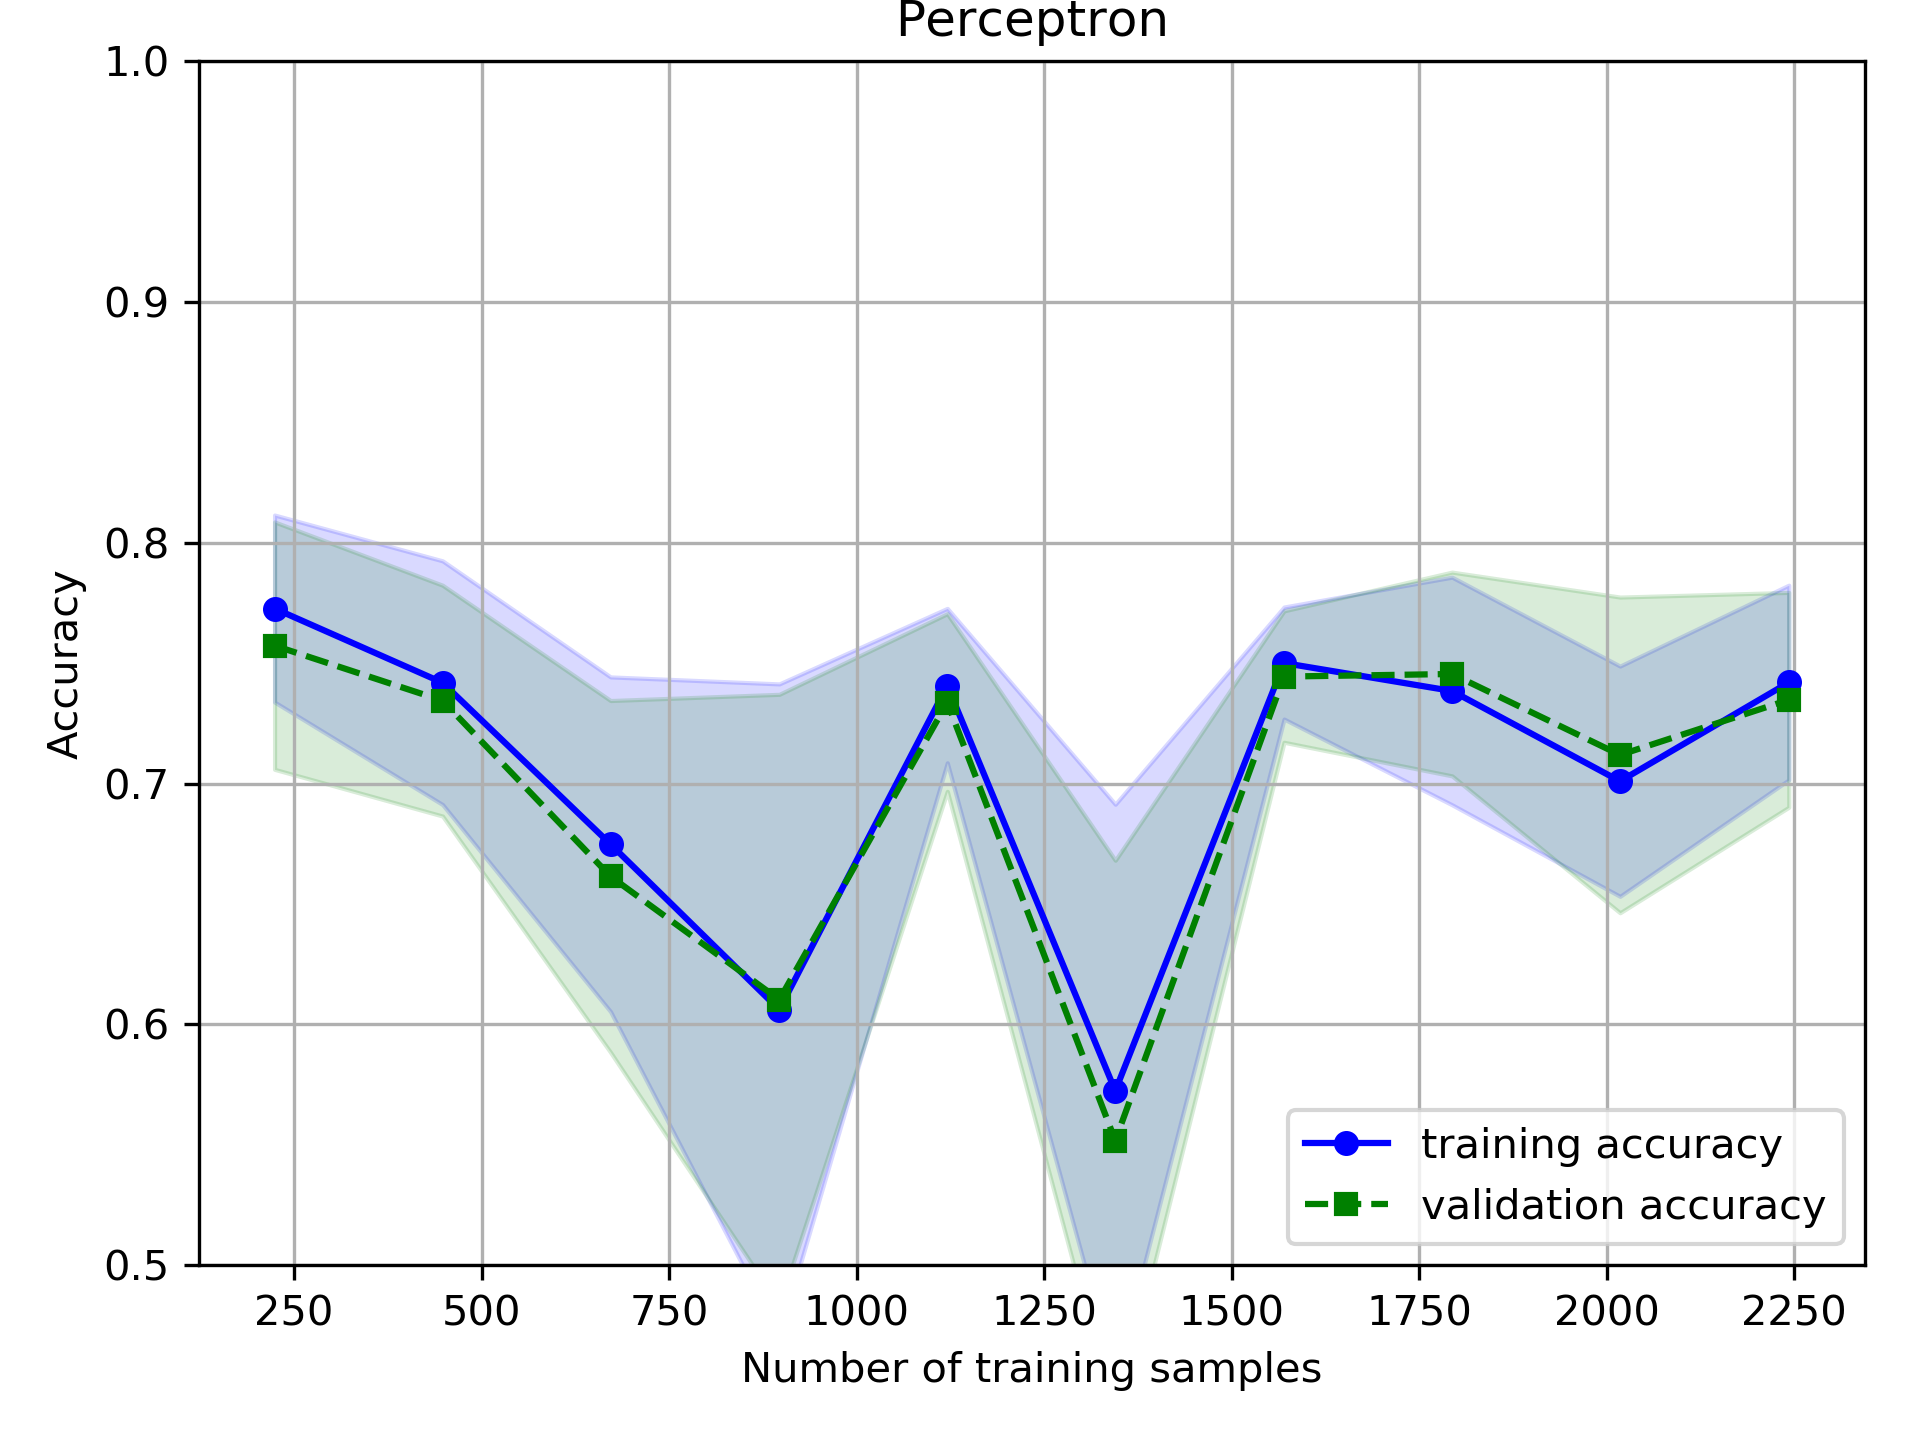 Perceptron
1.0
0.9
0.8
0.7
0.6
0.5
Accuracy
250 500 750 1000 1250 1500 1750 2000 2250
Number of training samples
training accuracy
validation accuracy